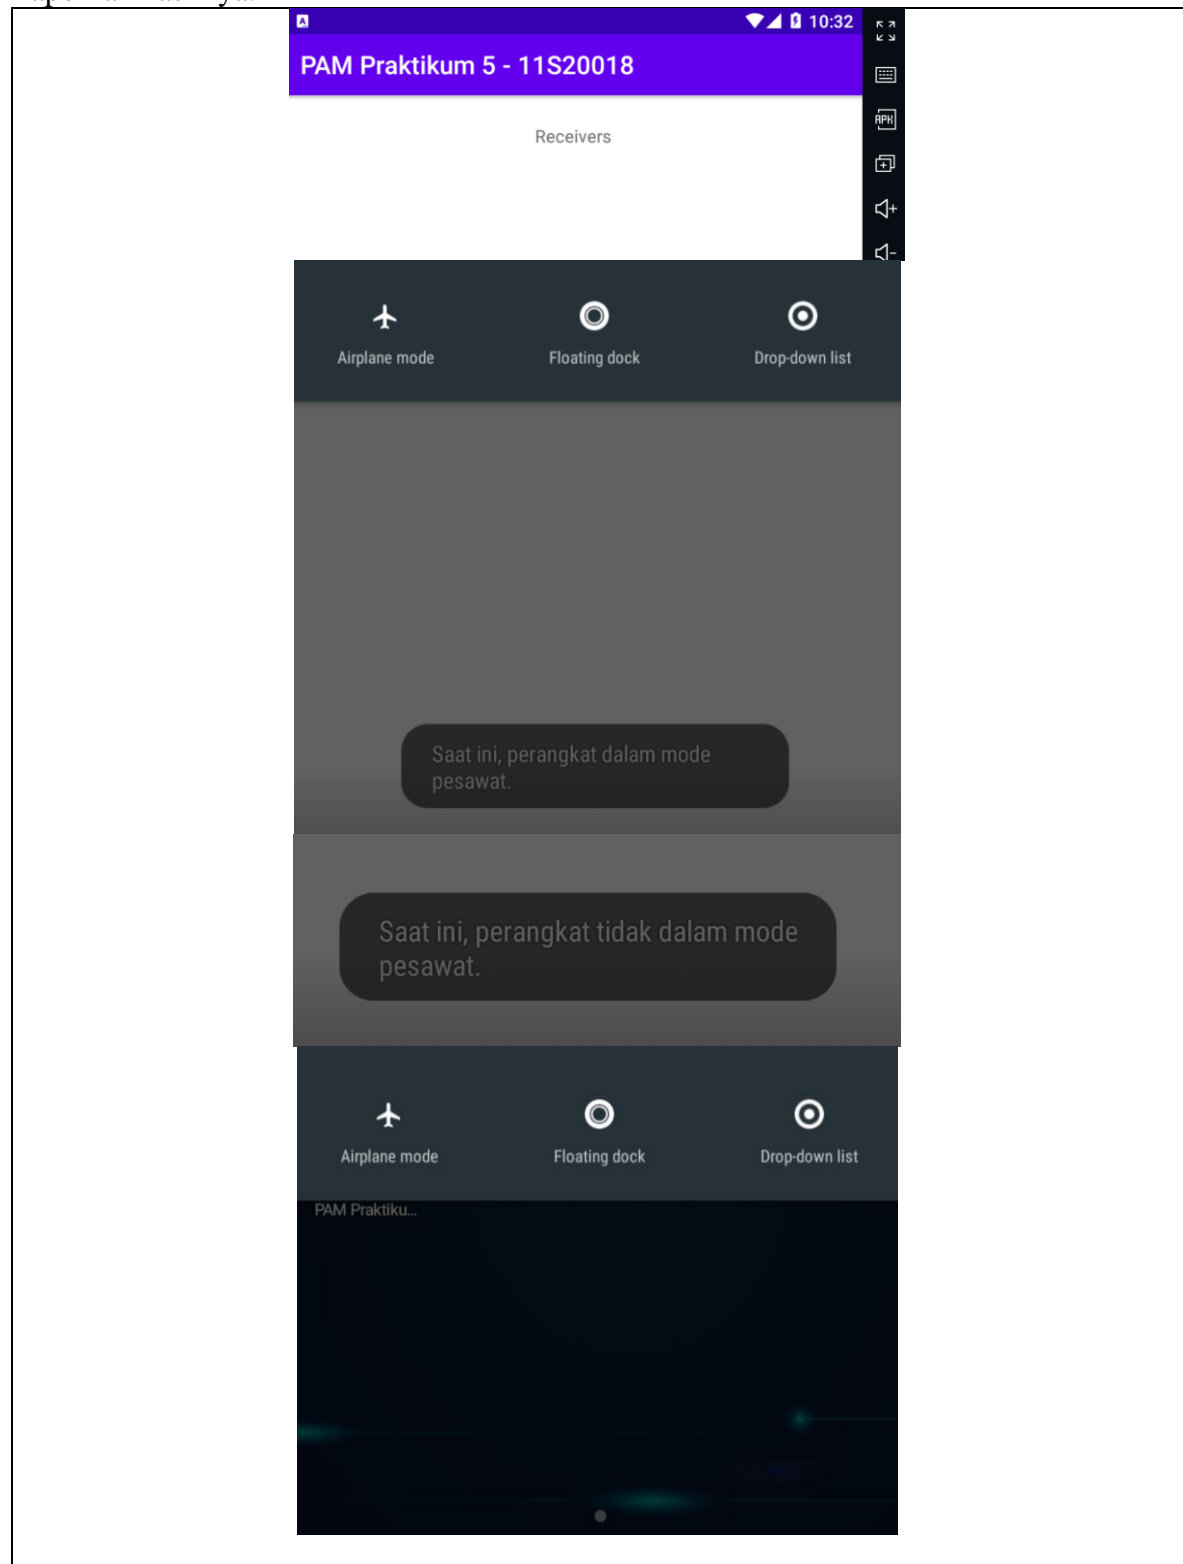 10:32
PAM Praktikum 5 - 11S20018
APK
Receivers
Airplane mode Floating dock Drop-down list
Saat ini, perangkat dalam mode
pesawat.
Saat ini, perangkat tidak dalam mode
pesawat.
Airplane mode Floating dock Drop-down list
PAM Praktiku...